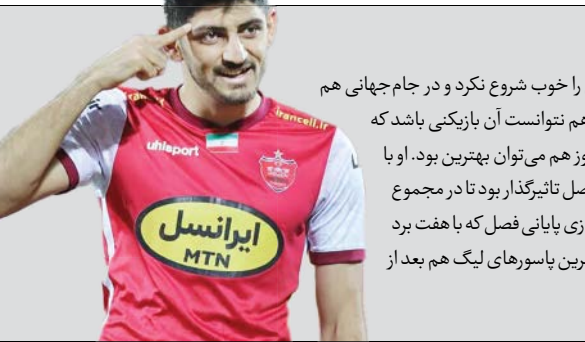 را خوب شروع نکرد و در جام‌جهانی هم
هم نتوانست آن بازیکنی باشد که
وز هم می‌توان بهترین بود. او با
صل تاثیرگذار بود تا در مجموع
زی پایانی فصل که با هفت برد
رین پاسورهای لیگ هم بعد از
irancell.ir
irancell.ir
uhlsport
ایرانسل
MTN